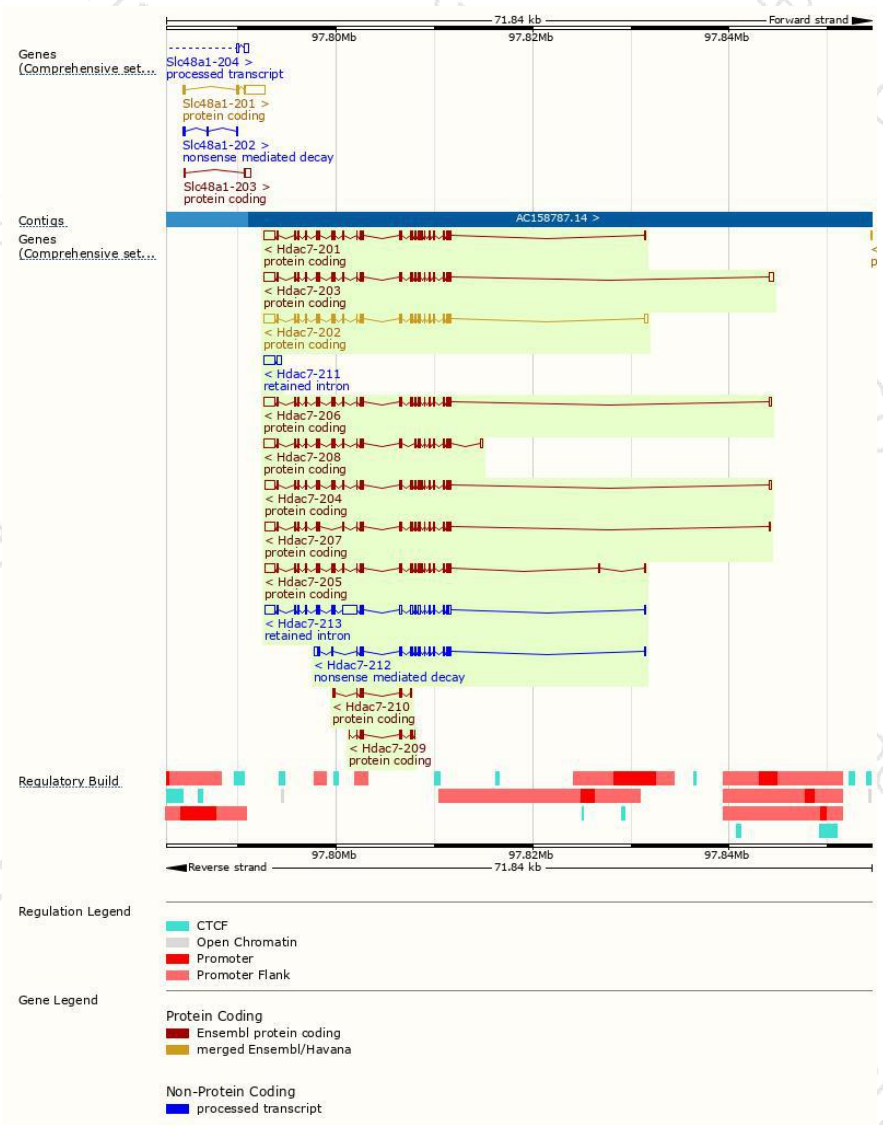 71.84 kb
Forward strand
97.80Mb 97.82Mb 97.84Mb
Genes
(Comprehensive set...
Slc48a1-204 >
processed transcript
Slc48a1-201 >
protein coding
Slc48a1-202 >
nonsense mediated decay
Slc48a1-203 >
protein coding
Contigs
AC158787.14 >
Genes
(Comprehensive set...
< Hdac7-201
protein coding
<
p
< Hdac7-203
protein coding
< Hdac7-202
protein coding
< Hdac7-211
retained intron
< Hdac7-206
protein coding
< Hdac7-208
protein coding
< Hdac7-204
protein coding
< Hdac7-207
protein coding
< Hdac7-205
protein coding
< Hdac7-213
retained intron
< Hdac7-212
nonsense mediated decay
< Hdac7-210
protein coding
< Hdac7-209
protein coding
Regulatory Build
97.80Mb 97.82Mb 97.84Mb
Reverse strand
71.84 kb
Regulation Legend
CTCF
Open Chromatin
Promoter
Promoter Flank
Gene Legend
Protein Coding
Ensembl protein coding
merged Ensembl/Havana
Non-Protein Coding
processed transcript